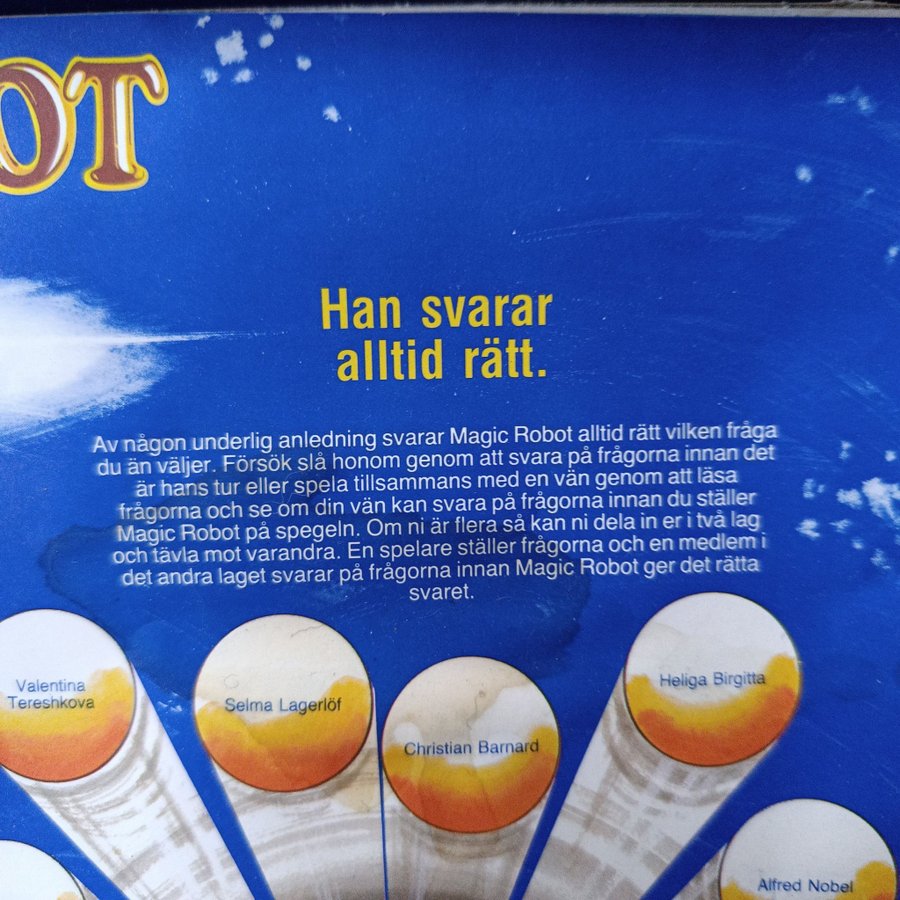 OT
Han svarar
alltid rätt.
Av någon underlig anledning svarar Magic Robot alltid rätt vilken fråga
du än väljer. Försök slå honom genom att svara på frågorna innan det
är hans tur eller spela tillsammans med en vän genom att läsa
frågorna och se om din vän kan svara på frågorna innan du ställer
Magic Robot på spegeln. Om ni är flera så kan ni dela in er i två lag
och tävla mot varandra. En spelare ställer frågorna och en medlem i
det andra laget svarar på frågorna innan Magic Robot ger det rätta
svaret.
Valentina
Tereshkova
Selma Lagerlöf
Christian Barnard
Heliga Birgitta
Alfred Nobel